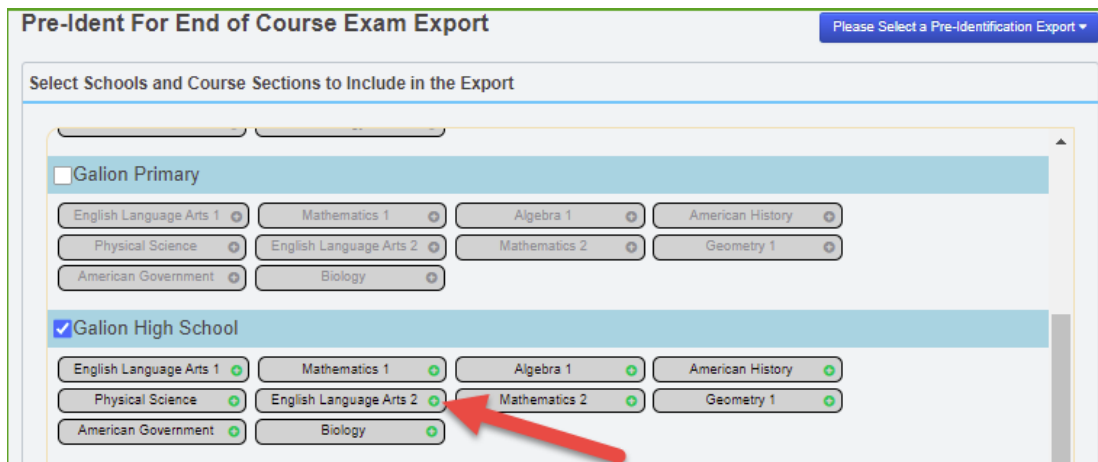 Pre-Ident For End of Course Exam Export
Please Select a Pre-Identification Export
Select Schools and Course Sections to Include in the Export
Galion Primary
English Language Arts 1 Mathematics 1 Algebra 1 American History
Physical Science English Language Arts 2 Mathematics 2 Geometry 1
American Government Biology
Galion High School
English Language Arts 1 Mathematics 1 Algebra 1 American History
Physical Science English Language Arts 2 Mathematics 2 Geometry 1
American Government Biology